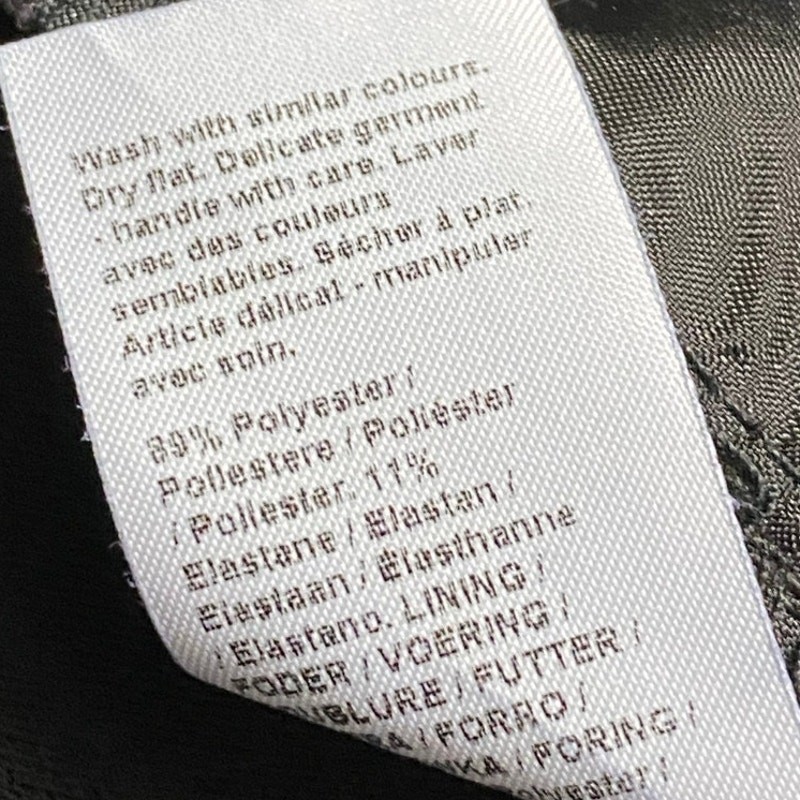 Wash with similar colours.
Dry flat. Delicate garment
- handle with care. Laver
avec des couleurs
semblables. Sécher à plat.
Article délicat - manipuler
avec soin.
89% Polyester /
Poliestere / Poliéster
/ Poliester. 11%
Elastane / Elastan /
Elastaan / Élasthanne
/ Elastano. LINING /
FODER / VOERING /
/ FUTTER /
/ FORRO /
/ FORING /